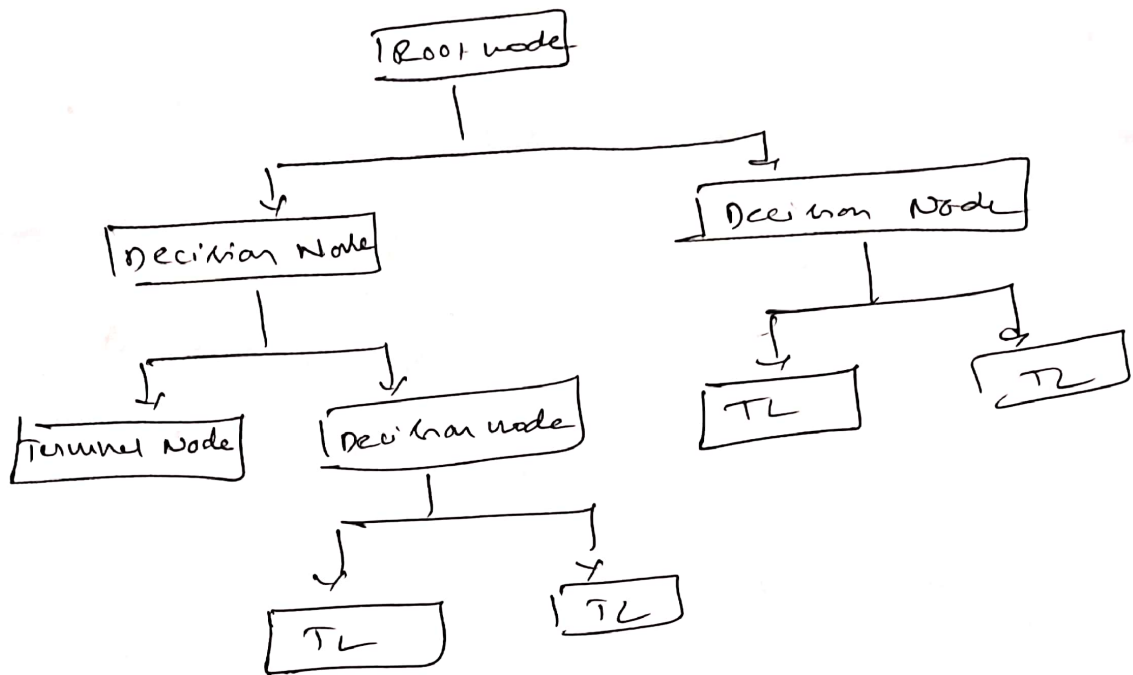 Root node
Decision Node
Decision Node
Terminal Node
Decision node
TL
TL
TL
TL